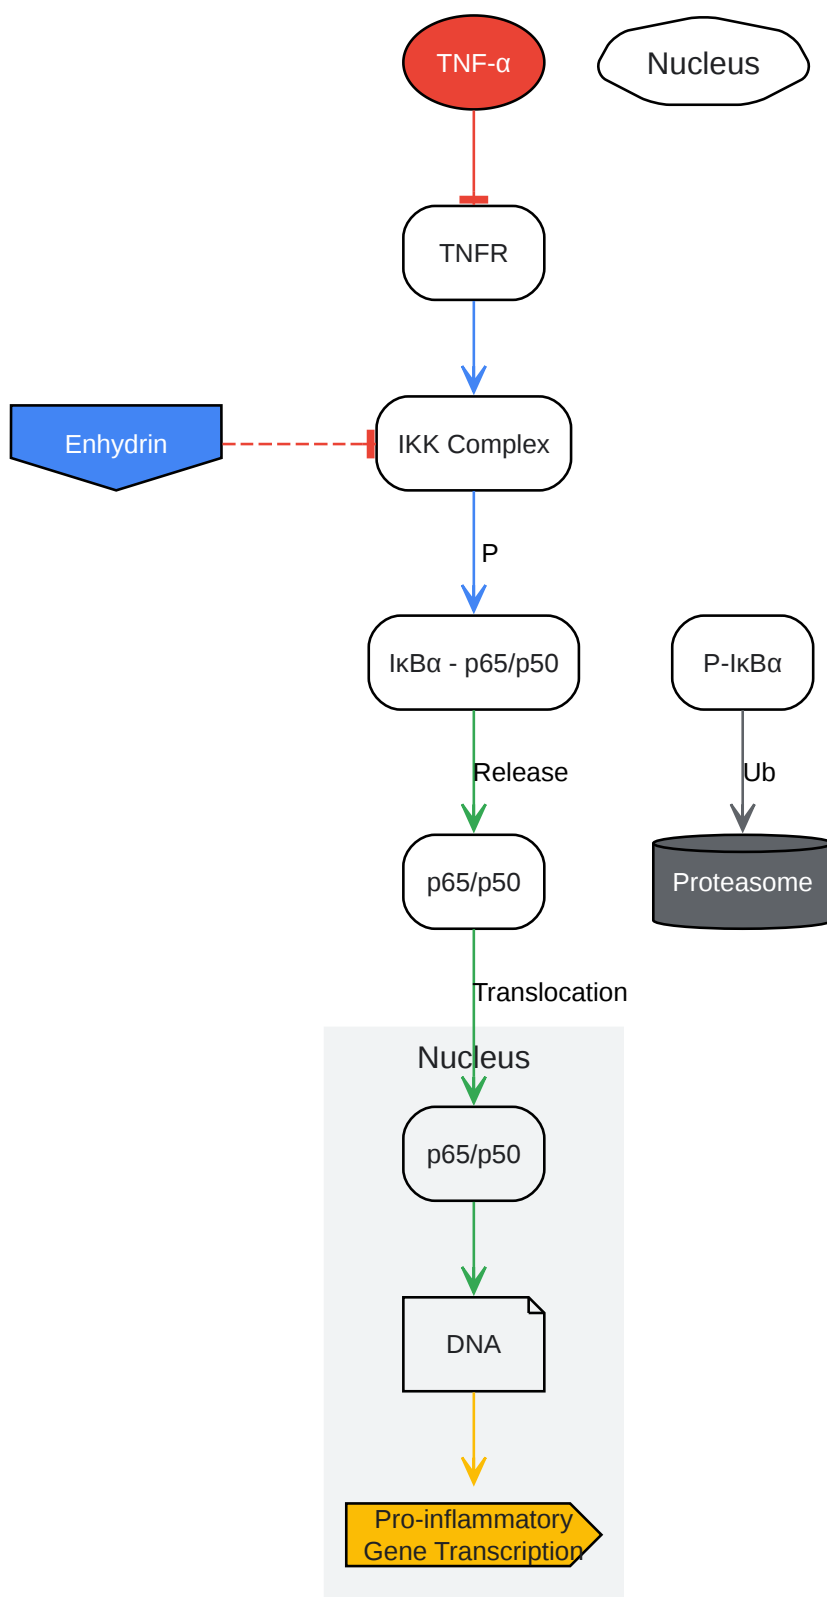 TNF-α
Nucleus
TNFR
Enhydrin
IKK Complex
P
IκBα - p65/p50
P-IκBα
Release
Ub
p65/p50
Proteasome
Translocation
Nucleus
p65/p50
DNA
Pro-inflammatory
Gene Transcription